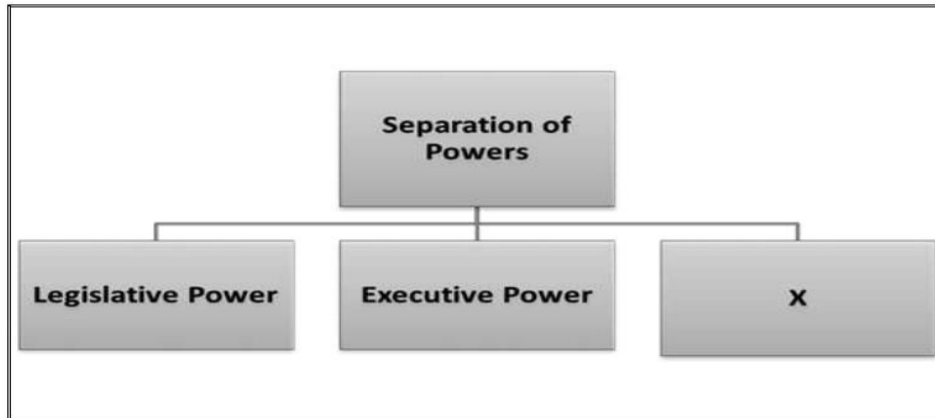 Separation of
Powers
Legislative Power
Executive Power
X